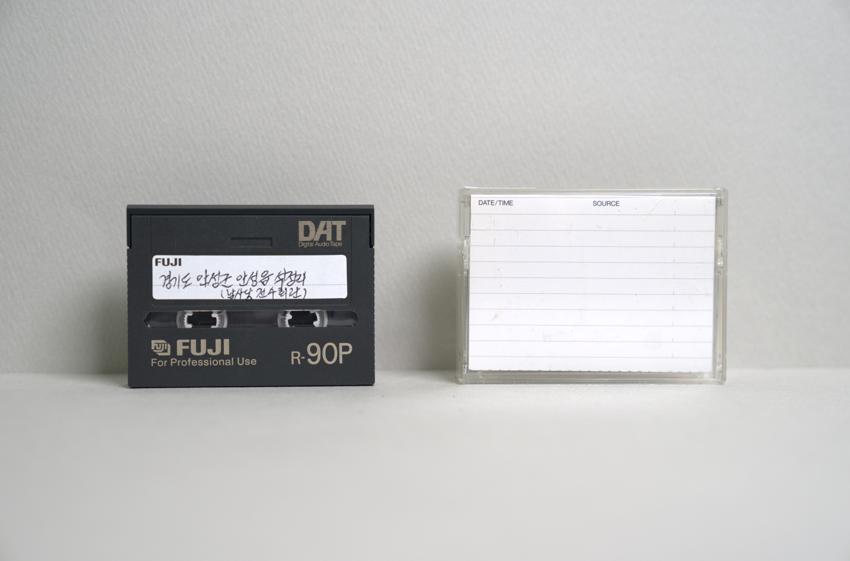 DAT
Digital Audio Tape
FUJI
경기도 안성군 안성읍 석정리
(남사당 전수회관)
FUJI FUJI
For Professional Use
R-90P
DATE/TIME SOURCE